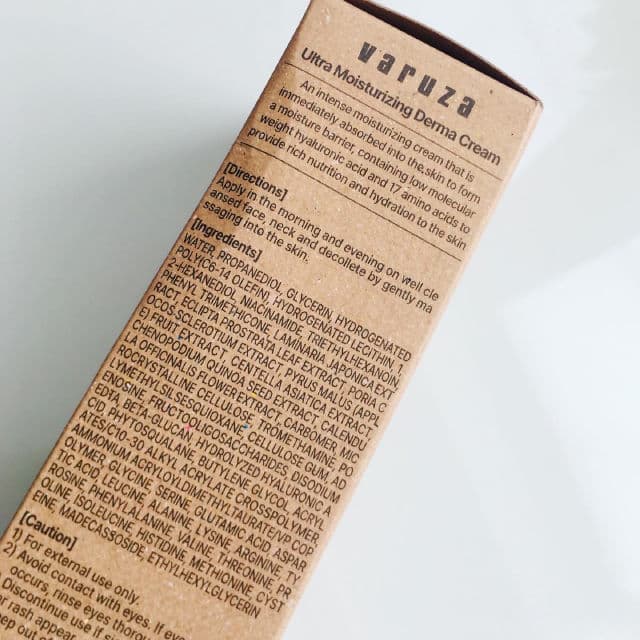 varuza
Ultra Moisturizing Derma Cream
An intense moisturizing cream that is
immediately absorbed into the skin to form
a moisture barrier, containing low molecular
weight hyaluronic acid and 17 amino acids to
provide rich nutrition and hydration to the skin
[Directions]
Apply in the morning and evening on well cle
ansed face, neck and decollete by gently ma
ssaging into the skin.
[Ingredients]
WATER, PROPANEDIOL, GLYCERIN, HYDROGENATED
POLY(C6-14 OLEFIN), HYDROGENATED LECITHIN, 1,
2-HEXANEDIOL, NIACINAMIDE, TRIETHYLHEXANOIN,
PHENYL TRIMETHICONE, LAMINARIA JAPONICA EXT
RACT, ECLIPTA PROSTRATA LEAF EXTRACT, PORIA C
OCOS SCLEROTIUM EXTRACT, PYRUS MALUS (APPLE)
FRUIT EXTRACT, CENTELLA ASIATICA EXTRACT,
CHENOPODIUM QUINOA SEED EXTRACT, CALENDU
LA OFFICINALIS FLOWER EXTRACT, CARBOMER, MIC
ROCRYSTALLINE CELLULOSE, TROMETHAMINE, PO
LYMETHYLSILSESQUIOXANE, CELLULOSE GUM, AD
ENOSINE, FRUCTOOLIGOSACCHARIDES, DISODIUM
EDTA, BETA-GLUCAN, HYDROLYZED HYALURONIC A
CID, PHYTOSQUALANE, BUTYLENE GLYCOL, ACRYL
ATES/C10-30 ALKYL ACRYLATE CROSSPOLYMER,
AMMONIUM ACRYLOYLDIMETHYLTAURATE/VP COP
OLYMER, GLYCINE, SERINE, GLUTAMIC ACID, ASPAR
TIC ACID, LEUCINE, ALANINE, LYSINE, ARGININE, TY
ROSINE, PHENYLALANINE, VALINE, THREONINE, PR
OLINE, ISOLEUCINE, HISTIDINE, METHIONINE, CYST
EINE, MADECASSOSIDE, ETHYLHEXYLGLYCERIN
[Caution]
1) For external use only.
2) Avoid contact with eyes. If eye
occurs, rinse eyes thorou
Discontinue use if
or rash appear
eep out of